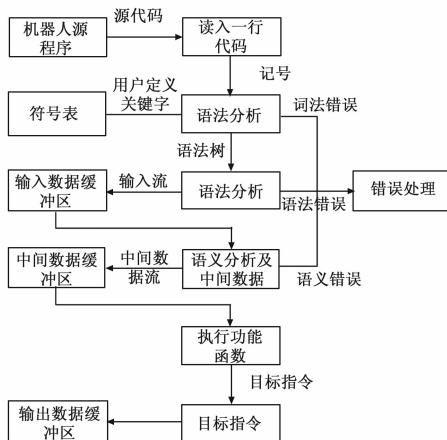 机器人源
程序
源代码
读入一行
代码
记号
用户定义
关键字
词法错误
符号表
语法分析
语法树
输入数据缓
冲区
输入流
语法分析
语法错误
错误处理
中间数据缓
冲区
中间数
据流
语义分析及
中间数据
语义错误
执行功能
函数
目标指令
输出数据缓
冲区
目标指令